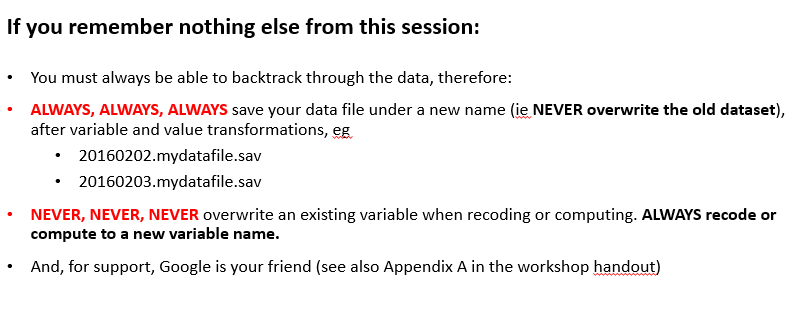 If you remember nothing else from this session:
• You must always be able to backtrack through the data, therefore:
• ALWAYS, ALWAYS, ALWAYS save your data file under a new name (ie NEVER overwrite the old dataset),
after variable and value transformations, eg
• 20160202.mydatafile.sav
• 20160203.mydatafile.sav
• NEVER, NEVER, NEVER overwrite an existing variable when recoding or computing. ALWAYS recode or
compute to a new variable name.
• And, for support, Google is your friend (see also Appendix A in the workshop handout)